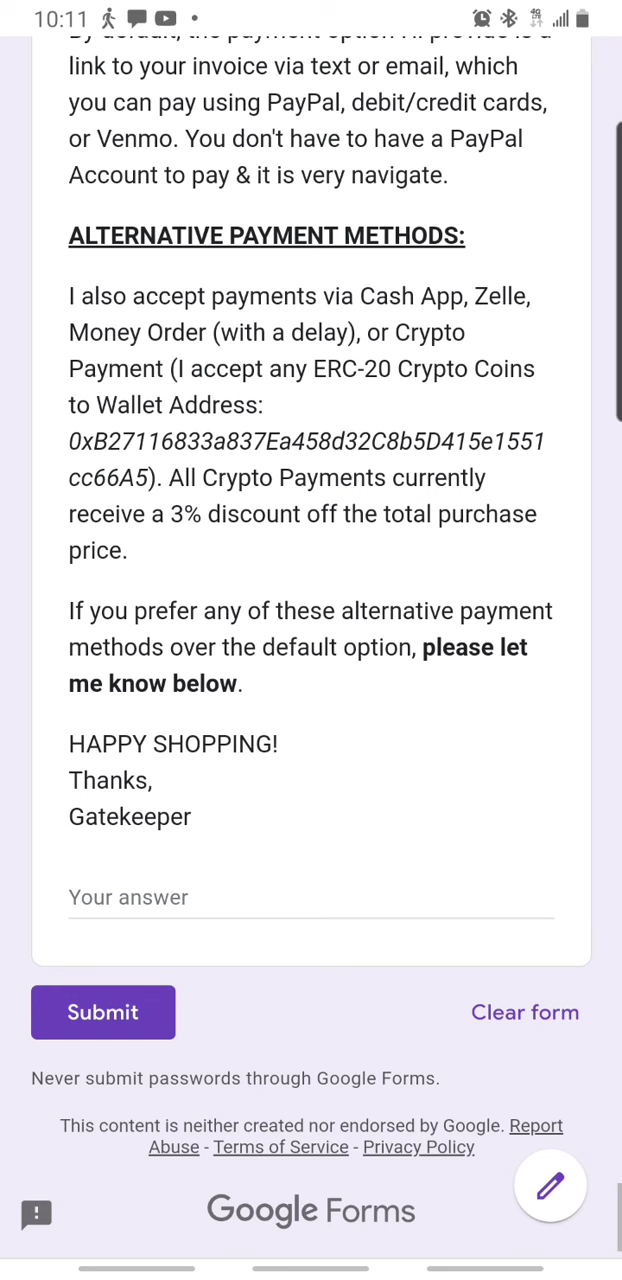 10:11
link to your invoice via text or email, which
you can pay using PayPal, debit/credit cards,
or Venmo. You don't have to have a PayPal
Account to pay & it is very navigate.
ALTERNATIVE PAYMENT METHODS:
I also accept payments via Cash App, Zelle,
Money Order (with a delay), or Crypto
Payment (I accept any ERC-20 Crypto Coins
to Wallet Address:
0xB27116833a837Ea458d32C8b5D415e1551
cc66A5). All Crypto Payments currently
receive a 3% discount off the total purchase
price.
If you prefer any of these alternative payment
methods over the default option, please let
me know below.
HAPPY SHOPPING!
Thanks,
Gatekeeper
Your answer
Submit
Clear form
Never submit passwords through Google Forms.
This content is neither created nor endorsed by Google. Report
Abuse - Terms of Service - Privacy Policy
Google Forms